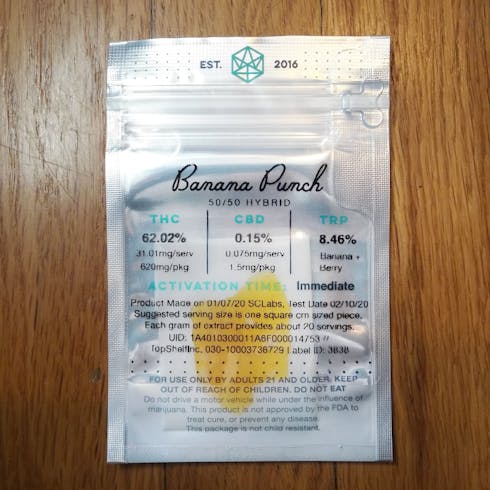 EST. 2016
Banana Punch
50/50 HYBRID
THC CBD TRP
62.02% 0.15% 8.46%
31.01mg/serv 0.075mg/serv Banana +
620mg/pkg 1.5mg/pkg Berry
ACTIVATION TIME: Immediate
Product Made on 01/07/20 SCLabs, Test Date 02/10/20
Suggested serving size is one square cm sized piece.
Each gram of extract provides about 20 servings.
UID: 1A4010300011A6F000014753 //
TopShelfInc. 030-10003736729 Label ID: 3838
FOR USE ONLY BY ADULTS 21 AND OLDER. KEEP
OUT OF REACH OF CHILDREN. DO NOT EAT
Do not drive a motor vehicle while under the influence of
marijuana. This product is not approved by the FDA to
treat cure, or prevent any disease.
This package is not child resistant.